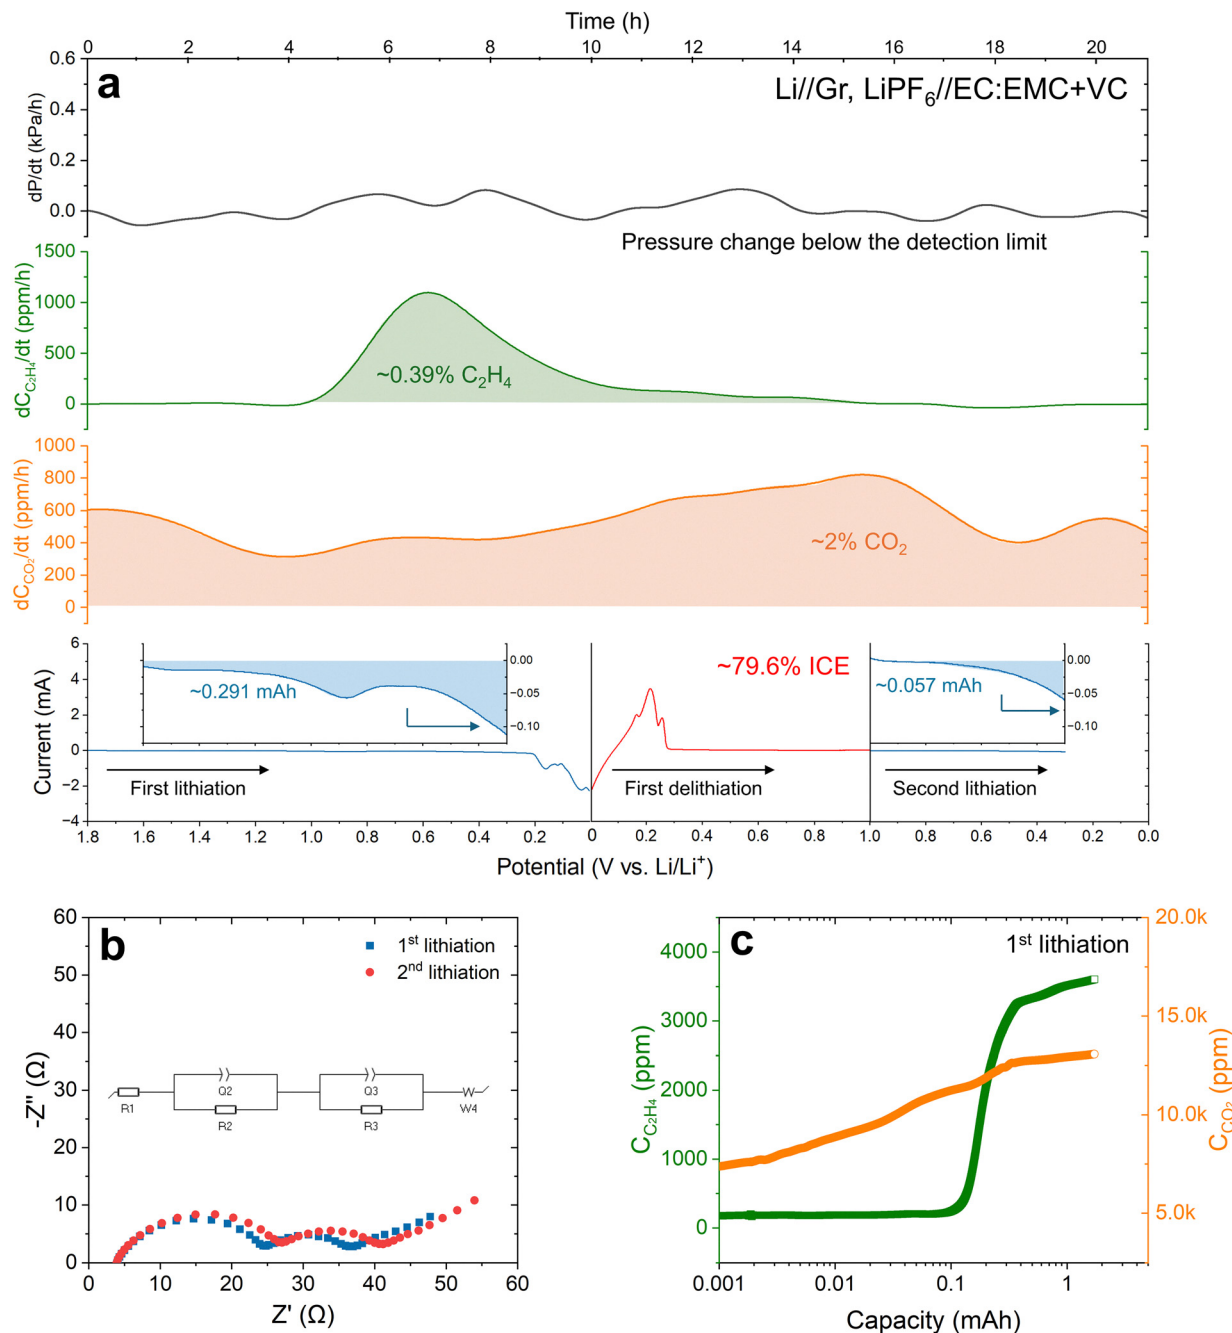 Time (h)
0 2 4 6 8 10 12 14 16 18 20
a
Li//Gr, LiPF6//EC:EMC+VC
dP/dt (kPa/h)
0.6
0.4
0.2
0.0
Pressure change below the detection limit
dCC2H4/dt (ppm/h)
1500
1000
500
0
~0.39% C2H4
dCCO2/dt (ppm/h)
1000
800
600
400
200
0
~2% CO2
Current (mA)
6
4
2
0
−2
−4
~0.291 mAh
0.00
−0.05
−0.10
First lithiation
~79.6% ICE
First delithiation
~0.057 mAh
0.00
−0.05
−0.10
Second lithiation
1.8 1.6 1.4 1.2 1.0 0.8 0.6 0.4 0.2 0 0.2 0.4 0.6 0.8 1.0 0.8 0.6 0.4 0.2 0.0
Potential (V vs. Li/Li+)
b
1st lithiation
2nd lithiation
-Z" (Ω)
60
50
40
30
20
10
0
Q2 Q3
R1 W W4
R2 R3
0 10 20 30 40 50 60
Z' (Ω)
c
1st lithiation
CC2H4 (ppm)
4000
3000
2000
1000
0
20.0k
15.0k
10.0k
5.0k
CCO2 (ppm)
0.001 0.01 0.1 1
Capacity (mAh)